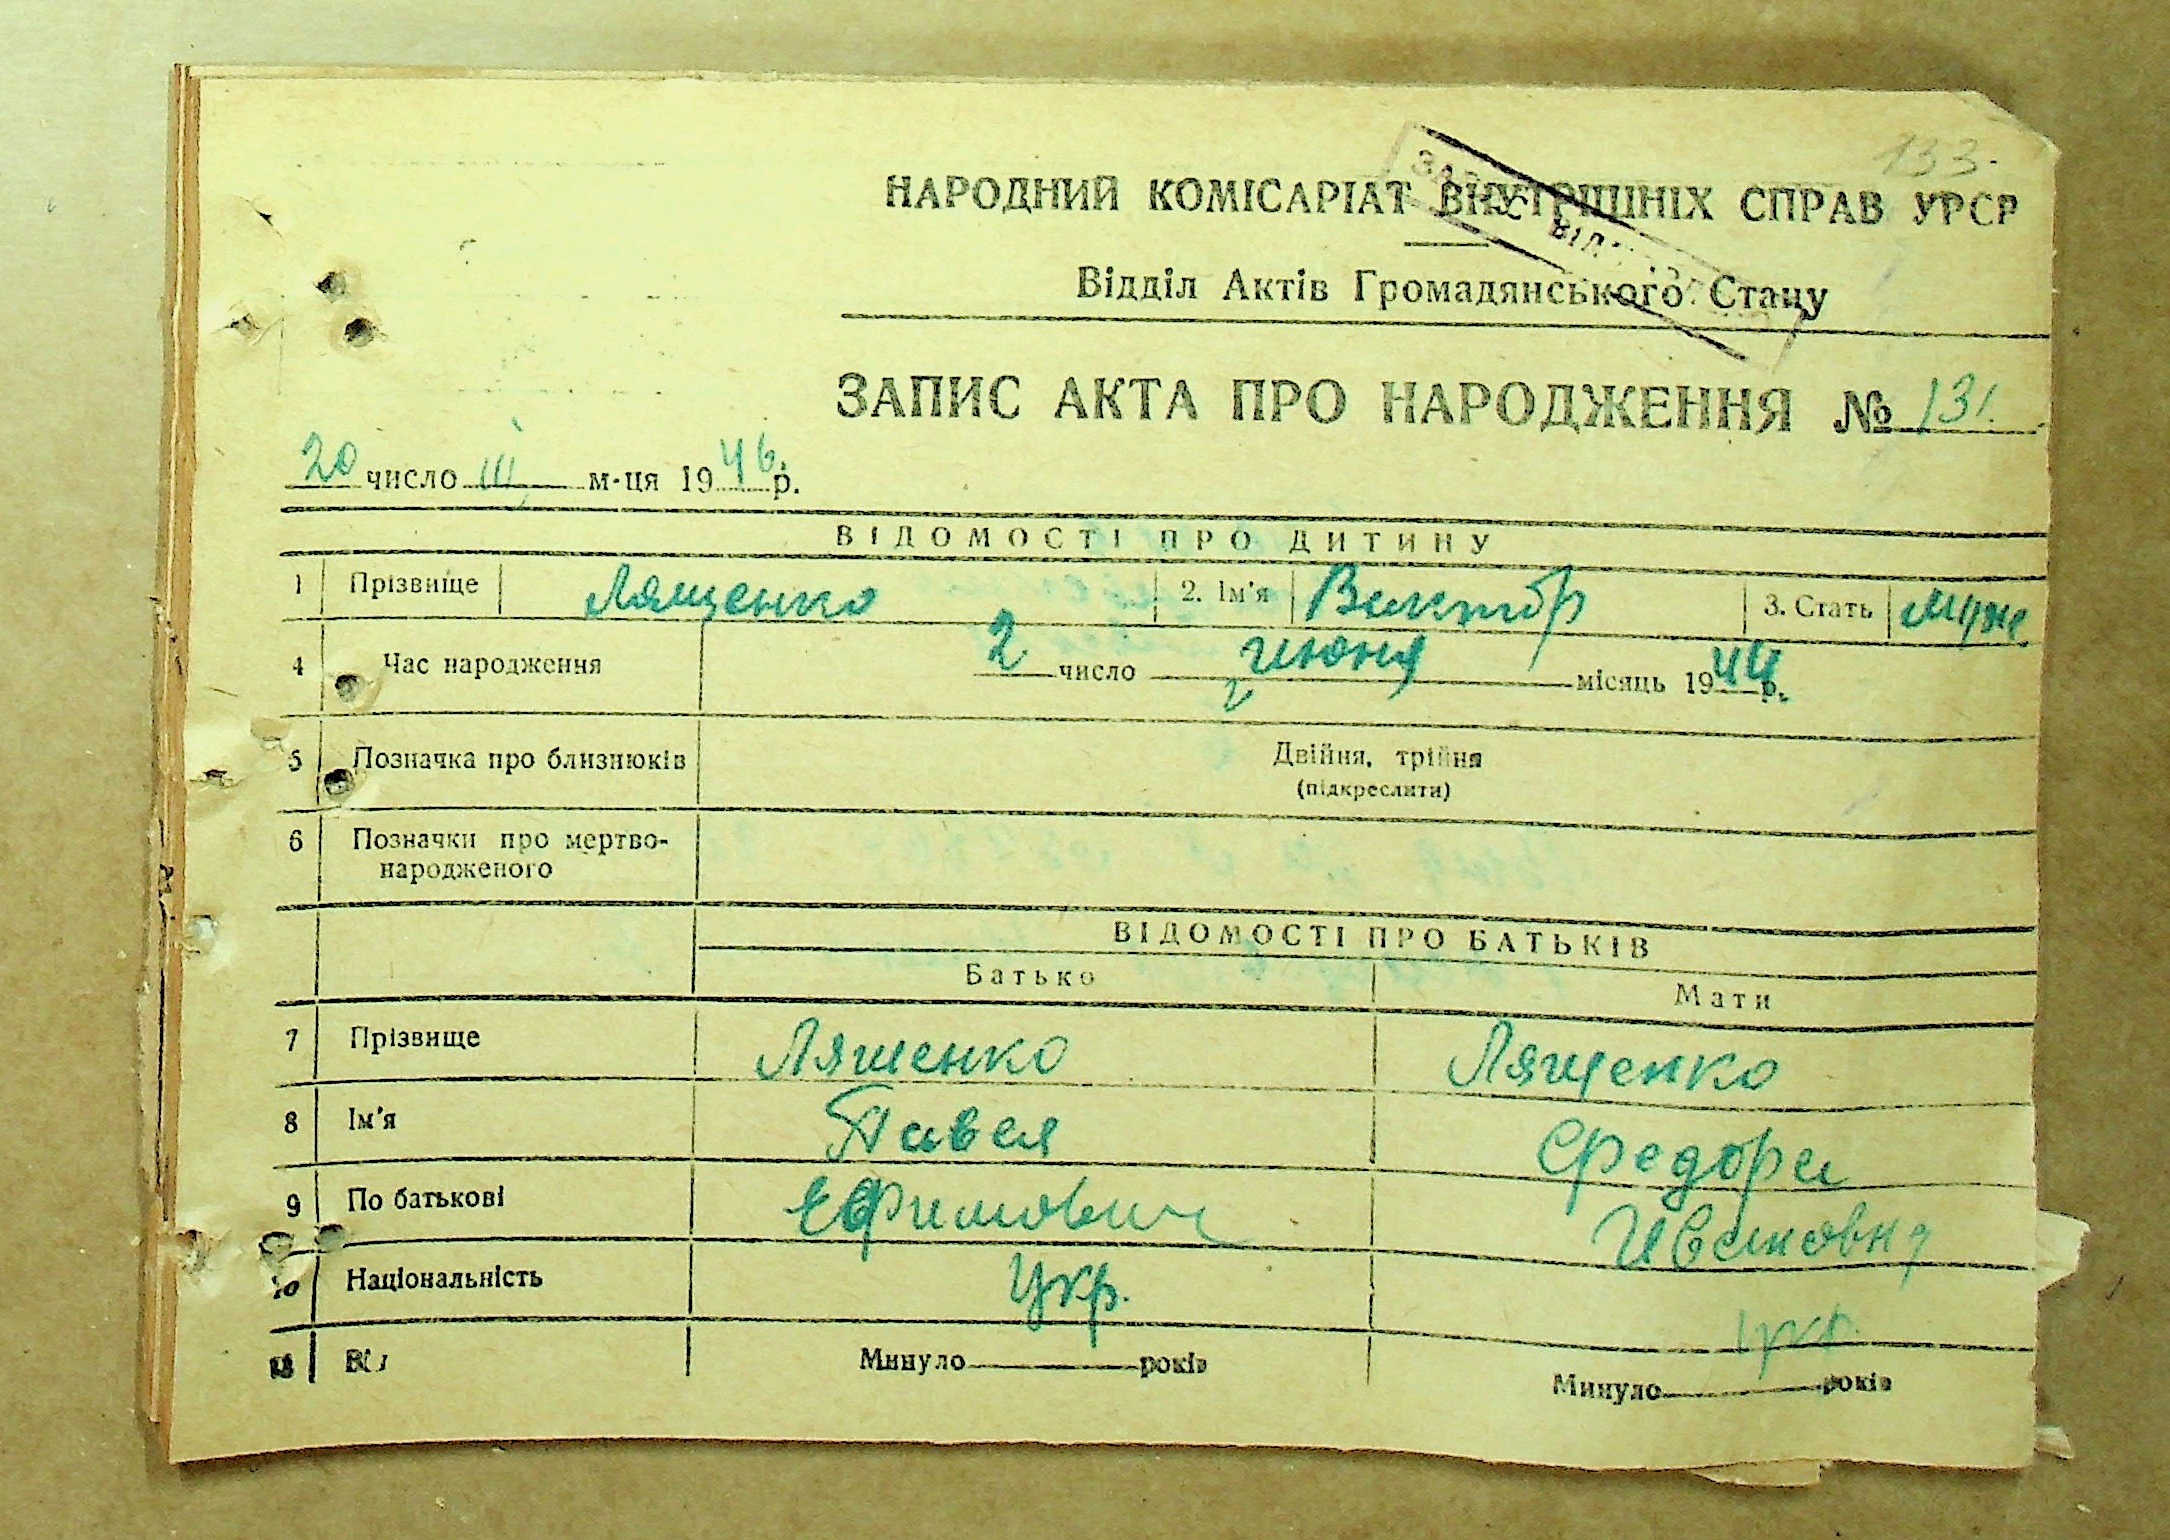 133.
НАРОДНИЙ КОМІСАРІАТ ВНУТРІШНІХ СПРАВ УРСР
Відділ Актів Громадянського Стану
ЗАПИС АКТА ПРО НАРОДЖЕННЯ № 131.
20 число III м-ця 1946 р.
ВІДОМОСТІ ПРО ДИТИНУ
1 Прізвище Лященко 2. Ім'я Виктор 3. Стать муж
4 Час народження 2 число июня місяць 1944 р.
5 Позначка про близнюків Двійня, трійня
(підкреслити)
6 Позначки про мертво-
народженого
ВІДОМОСТІ ПРО БАТЬКІВ
Батько Мати
7 Прізвище Лященко Лященко
8 Ім'я Павел Федора
9 По батькові Ефимович Ивановна
10 Національність Укр. укр.
Минуло років Минуло років